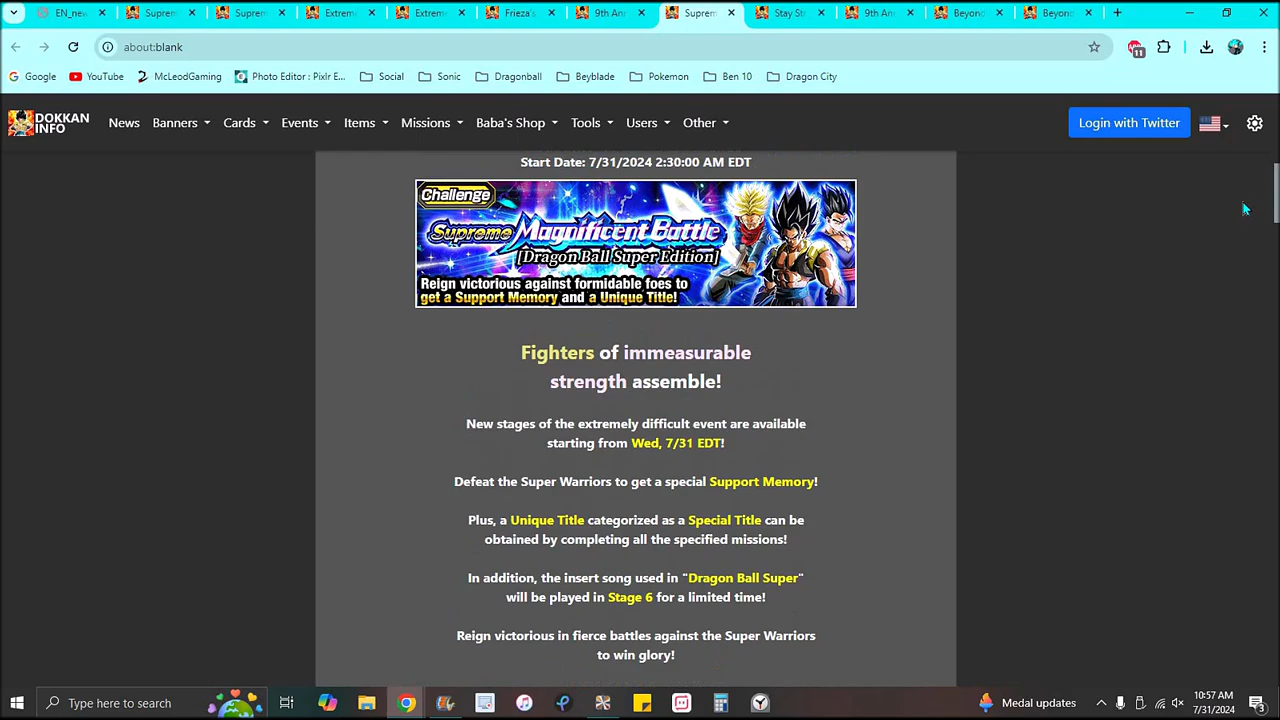 EN_new
Suprem
Suprem
Extrem
Extrem
Frieza's
9th Ann
Suprem
Stay Str
9th Ann
Beyond
Beyond
about:blank
11
Google
YouTube
McLeodGaming
Photo Editor : Pixlr E...
Social
Sonic
Dragonball
Beyblade
Pokemon
Ben 10
Dragon City
DOKKAN
INFO
News
Banners
Cards
Events
Items
Missions
Baba's Shop
Tools
Users
Other
Login with Twitter
Start Date: 7/31/2024 2:30:00 AM EDT
Challenge
Supreme Magnificent Battle
[Dragon Ball Super Edition]
Reign victorious against formidable foes to
get a Support Memory and a Unique Title!
Fighters of immeasurable
strength assemble!
New stages of the extremely difficult event are available
starting from Wed, 7/31 EDT!
Defeat the Super Warriors to get a special Support Memory!
Plus, a Unique Title categorized as a Special Title can be
obtained by completing all the specified missions!
In addition, the insert song used in "Dragon Ball Super"
will be played in Stage 6 for a limited time!
Reign victorious in fierce battles against the Super Warriors
to win glory!
Type here to search
Medal updates
10:57 AM
7/31/2024
3